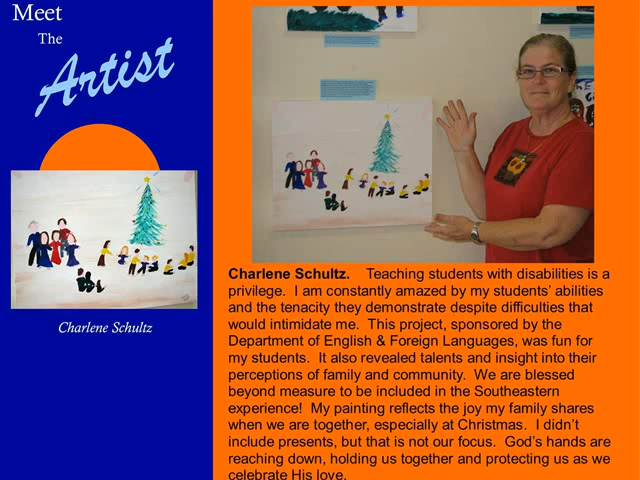 Meet
The
Artist
Charlene Schultz
Charlene Schultz. Teaching students with disabilities is a
privilege. I am constantly amazed by my students' abilities
and the tenacity they demonstrate despite difficulties that
would intimidate me. This project, sponsored by the
Department of English & Foreign Languages, was fun for
my students. It also revealed talents and insight into their
perceptions of family and community. We are blessed
beyond measure to be included in the Southeastern
experience! My painting reflects the joy my family shares
when we are together, especially at Christmas. I didn't
include presents, but that is not our focus. God's hands are
reaching down, holding us together and protecting us as we
celebrate His love.